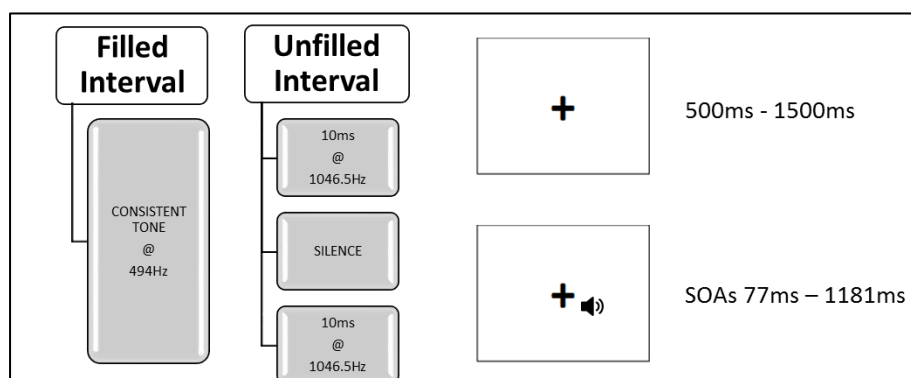 Filled
Interval
CONSISTENT
TONE
@
494Hz
Unfilled
Interval
10ms
@
1046.5Hz
SILENCE
10ms
@
1046.5Hz
500ms - 1500ms
SOAs 77ms – 1181ms